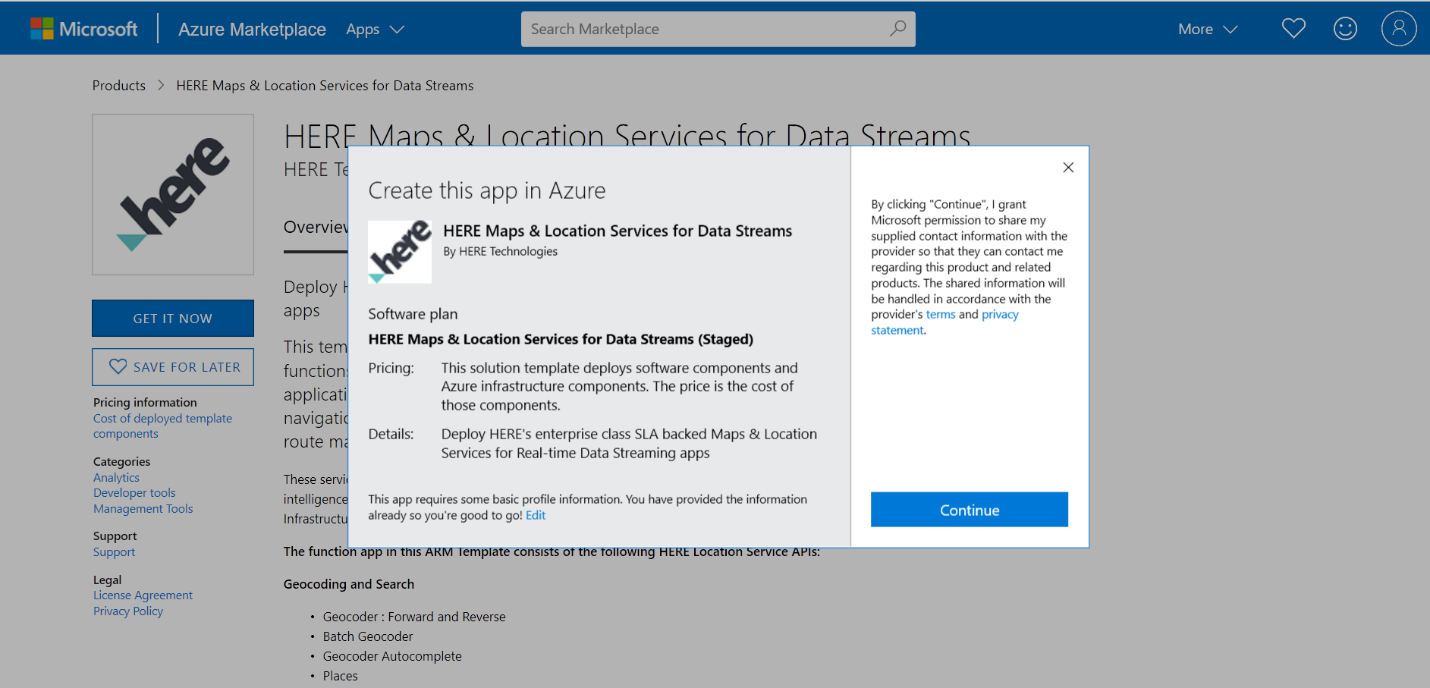 Microsoft
Azure Marketplace
Apps
Search Marketplace
More
Products > HERE Maps & Location Services for Data Streams
here
HERE Maps & Location Services for Data Streams
HERE Te
Overview
Deploy H
apps
This tem
function
applicati
navigatio
route ma
These servic
intelligence
Infrastructu
GET IT NOW
SAVE FOR LATER
Pricing information
Cost of deployed template
components
Categories
Analytics
Developer tools
Management Tools
Support
Support
Legal
License Agreement
Privacy Policy
Create this app in Azure
here
HERE Maps & Location Services for Data Streams
By HERE Technologies
Software plan
HERE Maps & Location Services for Data Streams (Staged)
Pricing: This solution template deploys software components and
Azure infrastructure components. The price is the cost of
those components.
Details: Deploy HERE's enterprise class SLA backed Maps & Location
Services for Real-time Data Streaming apps
This app requires some basic profile information. You have provided the information
already so you're good to go! Edit
By clicking "Continue", I grant
Microsoft permission to share my
supplied contact information with the
provider so that they can contact me
regarding this product and related
products. The shared information will
be handled in accordance with the
provider's terms and privacy
statement.
Continue
The function app in this ARM Template consists of the following HERE Location Service APIs:
Geocoding and Search
• Geocoder : Forward and Reverse
• Batch Geocoder
• Geocoder Autocomplete
• Places